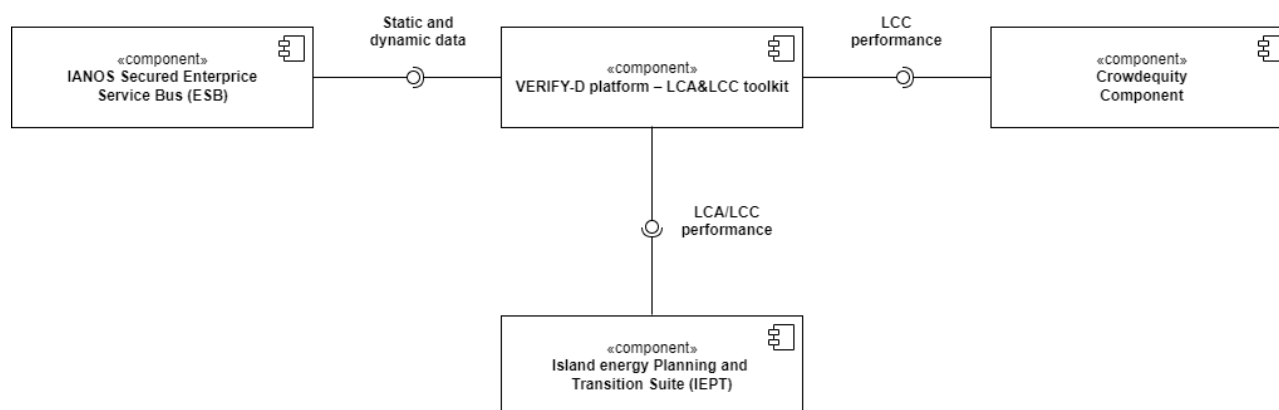 Static and
dynamic data
LCC
performance
«component»
IANOS Secured Enterprice
Service Bus (ESB)
«component»
VERIFY-D platform – LCA&LCC toolkit
«component»
Crowdequity
Component
LCA/LCC
performance
«component»
Island energy Planning and
Transition Suite (IEPT)